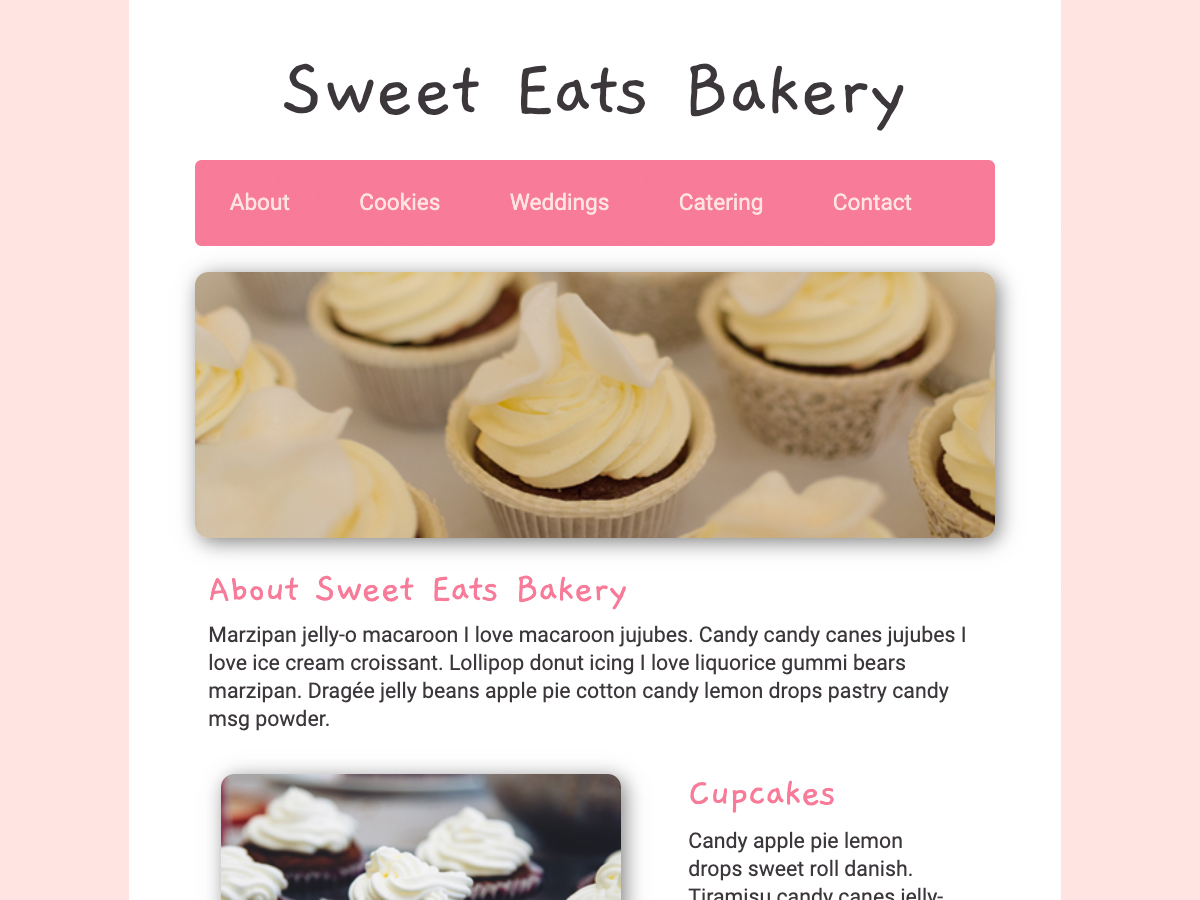 Sweet Eats Bakery
About Cookies Weddings Catering Contact
About Sweet Eats Bakery
Marzipan jelly-o macaroon I love macaroon jujubes. Candy candy canes jujubes I
love ice cream croissant. Lollipop donut icing I love liquorice gummi bears
marzipan. Dragée jelly beans apple pie cotton candy lemon drops pastry candy
msg powder.
Cupcakes
Candy apple pie lemon
drops sweet roll danish.
Tiramisu candy canes jelly-